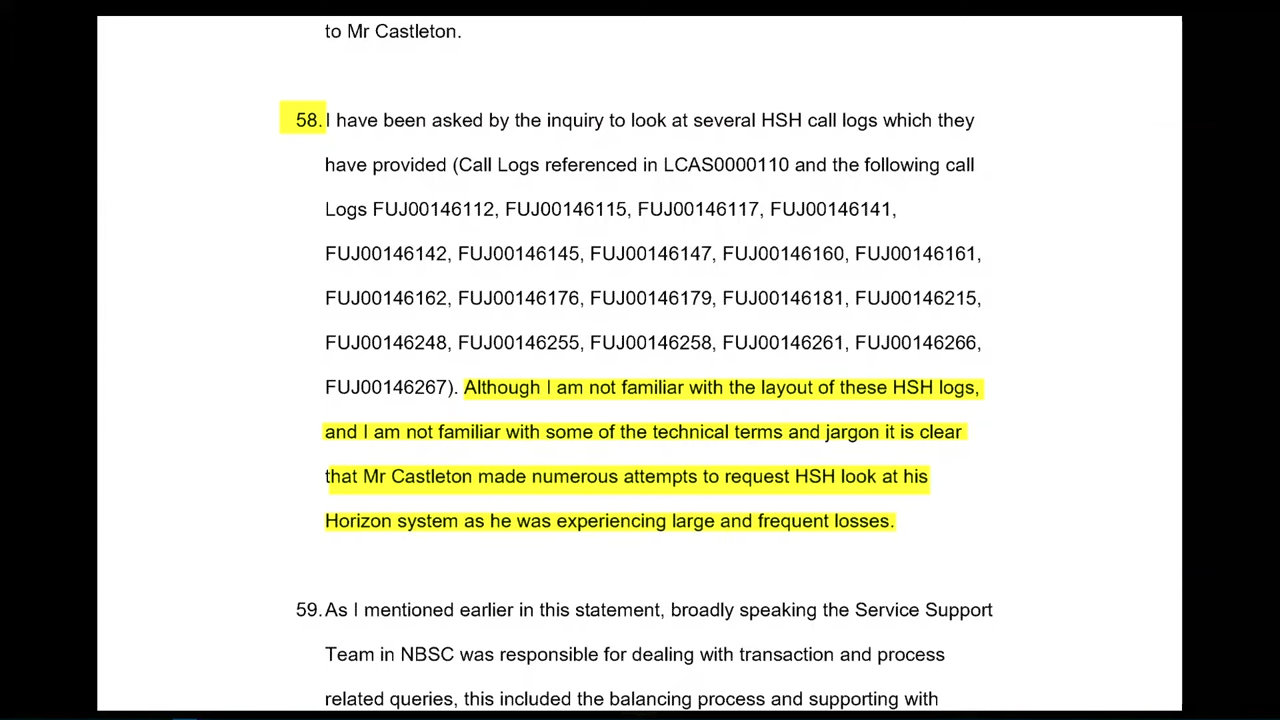 to Mr Castleton.
58. I have been asked by the inquiry to look at several HSH call logs which they
have provided (Call Logs referenced in LCAS0000110 and the following call
Logs FUJ00146112, FUJ00146115, FUJ00146117, FUJ00146141,
FUJ00146142, FUJ00146145, FUJ00146147, FUJ00146160, FUJ00146161,
FUJ00146162, FUJ00146176, FUJ00146179, FUJ00146181, FUJ00146215,
FUJ00146248, FUJ00146255, FUJ00146258, FUJ00146261, FUJ00146266,
FUJ00146267). Although I am not familiar with the layout of these HSH logs,
and I am not familiar with some of the technical terms and jargon it is clear
that Mr Castleton made numerous attempts to request HSH look at his
Horizon system as he was experiencing large and frequent losses.
59. As I mentioned earlier in this statement, broadly speaking the Service Support
Team in NBSC was responsible for dealing with transaction and process
related queries, this included the balancing process and supporting with